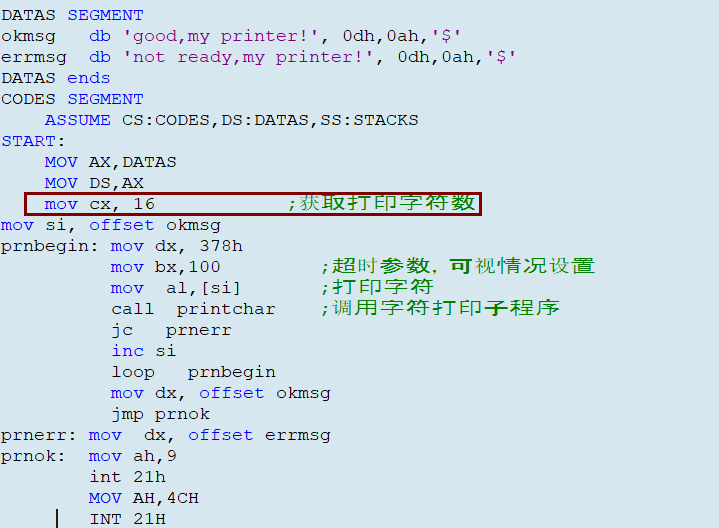 DATAS SEGMENT
okmsg db 'good,my printer!', 0dh,0ah,'$'
errmsg db 'not ready,my printer!', 0dh,0ah,'$'
DATAS ends
CODES SEGMENT
ASSUME CS:CODES,DS:DATAS,SS:STACKS
START:
MOV AX,DATAS
MOV DS,AX
mov cx, 16 ;获取打印字符数
mov si, offset okmsg
prnbegin: mov dx, 378h
mov bx,100 ;超时参数，可视情况设置
mov al,[si] ;打印字符
call printchar ;调用字符打印子程序
jc prnerr
inc si
loop prnbegin
mov dx, offset okmsg
jmp prnok
prnerr: mov dx, offset errmsg
prnok: mov ah,9
int 21h
MOV AH,4CH
INT 21H